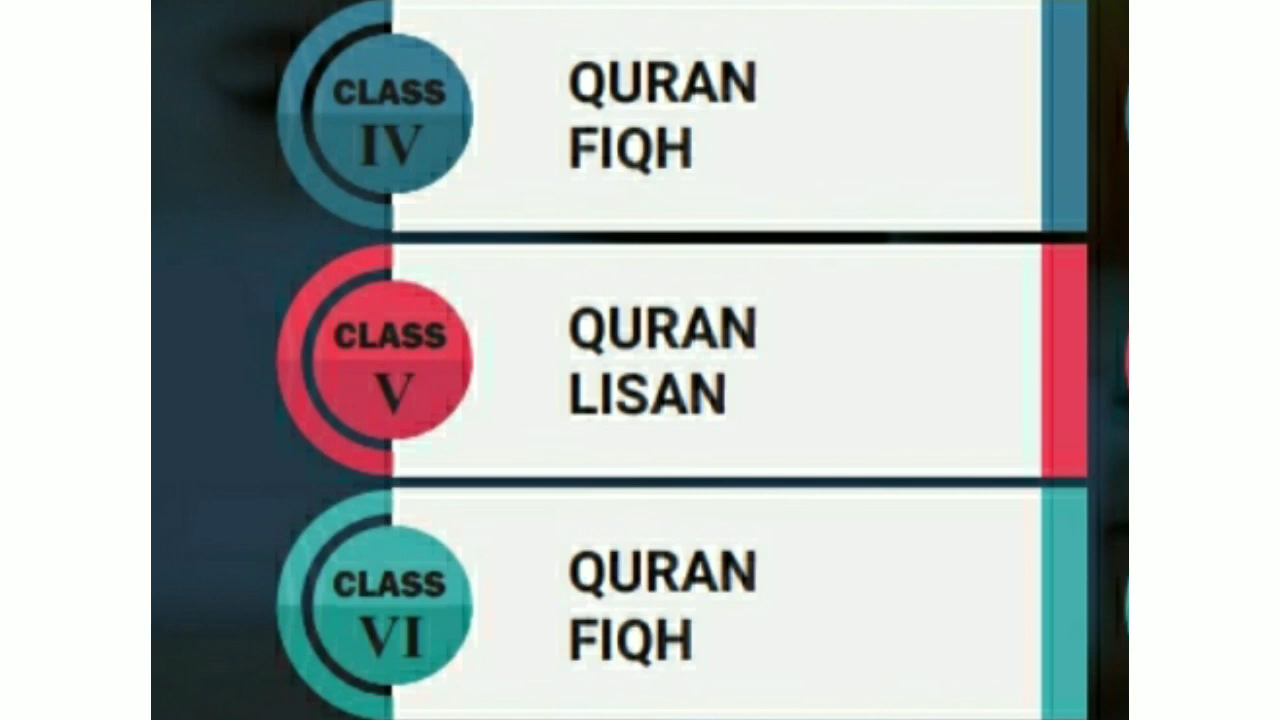 CLASS
IV
QURAN
FIQH
CLASS
V
QURAN
LISAN
CLASS
VI
QURAN
FIQH